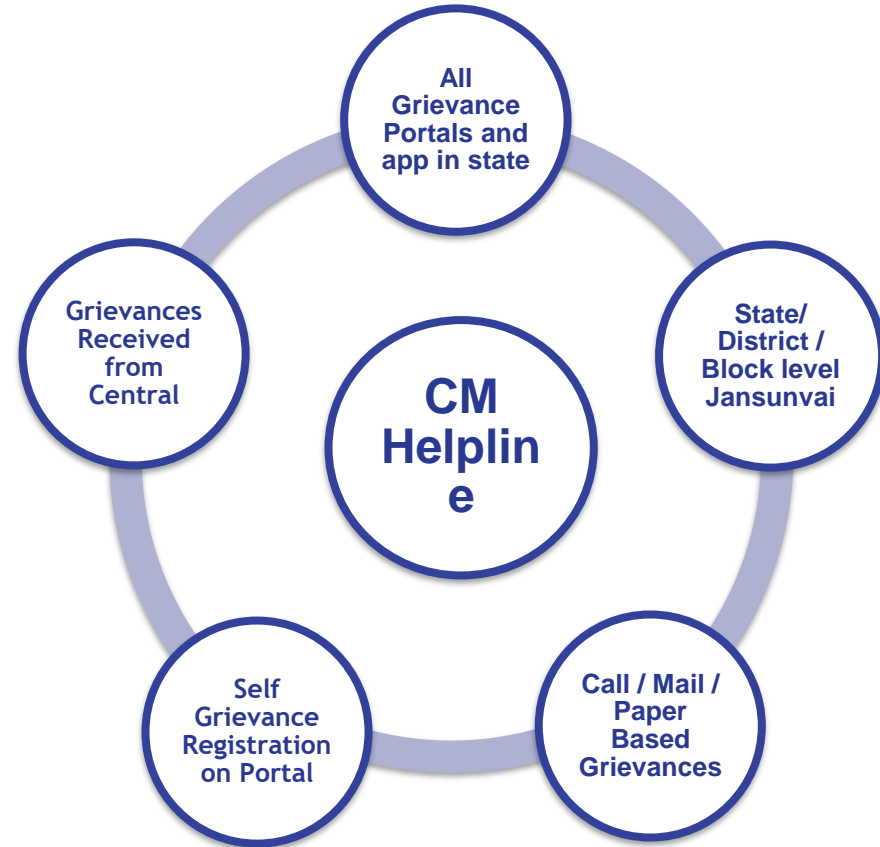 All
Grievance
Portals and
app in state
State/
District /
Block level
Jansunvai
Call / Mail /
Paper
Based
Grievances
Self
Grievance
Registration
on Portal
Grievances
Received
from
Central
CM
Helplin
e